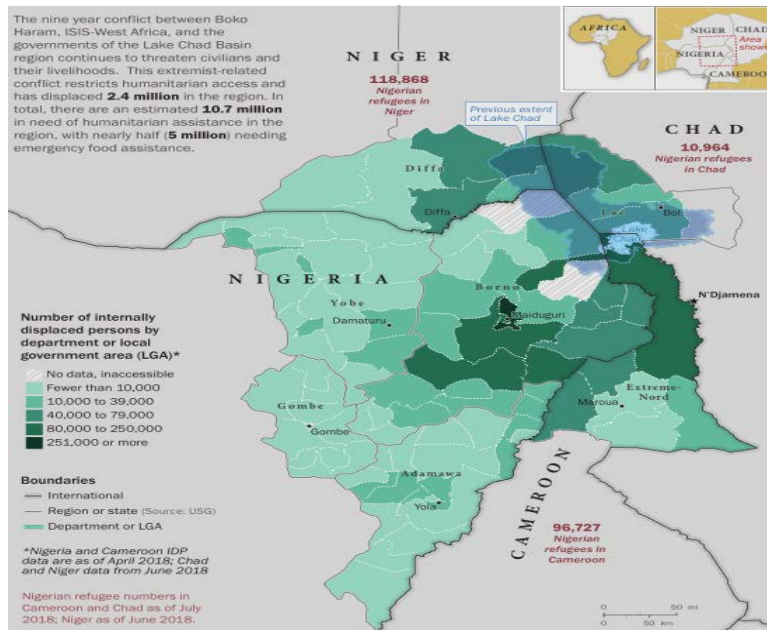 The nine year conflict between Boko
Haram, ISIS-West Africa, and the
governments of the Lake Chad Basin
region continues to threaten civilians and
their livelihoods. This extremist-related
conflict restricts humanitarian access and
has displaced 2.4 million in the region. In
total, there are an estimated 10.7 million
in need of humanitarian assistance in
the region, with nearly half (5 million) needing
emergency food assistance.
AFRICA
NIGER
CHAD
Area
shown
NIGERIA
CAMEROON
NIGER
118,868
Nigerian
refugees in
Niger
Previous extent
of Lake Chad
CHAD
10,964
Nigerian refugees
in Chad
Diffa
Diffa
Lac
Bol
Lake
Chad
N'Djamena
NIGERIA
Yobe
Damaturu
Borno
Maiduguri
Gombe
Gombe
Adamawa
Yola
Extreme-
Nord
Maroua
CAMEROON
96,727
Nigerian
refugees in
Cameroon
Number of internally
displaced persons by
department or local
government area (LGA)*
No data, inaccessible
Fewer than 10,000
10,000 to 39,000
40,000 to 79,000
80,000 to 250,000
251,000 or more
Boundaries
International
Region or state (Source: USG)
Department or LGA
*Nigeria and Cameroon IDP
data are as of April 2018; Chad
and Niger data from June 2018
Nigerian refugee numbers in
Cameroon and Chad as of July
2018; Niger as of June 2018.
0 50 mi
0 50 km